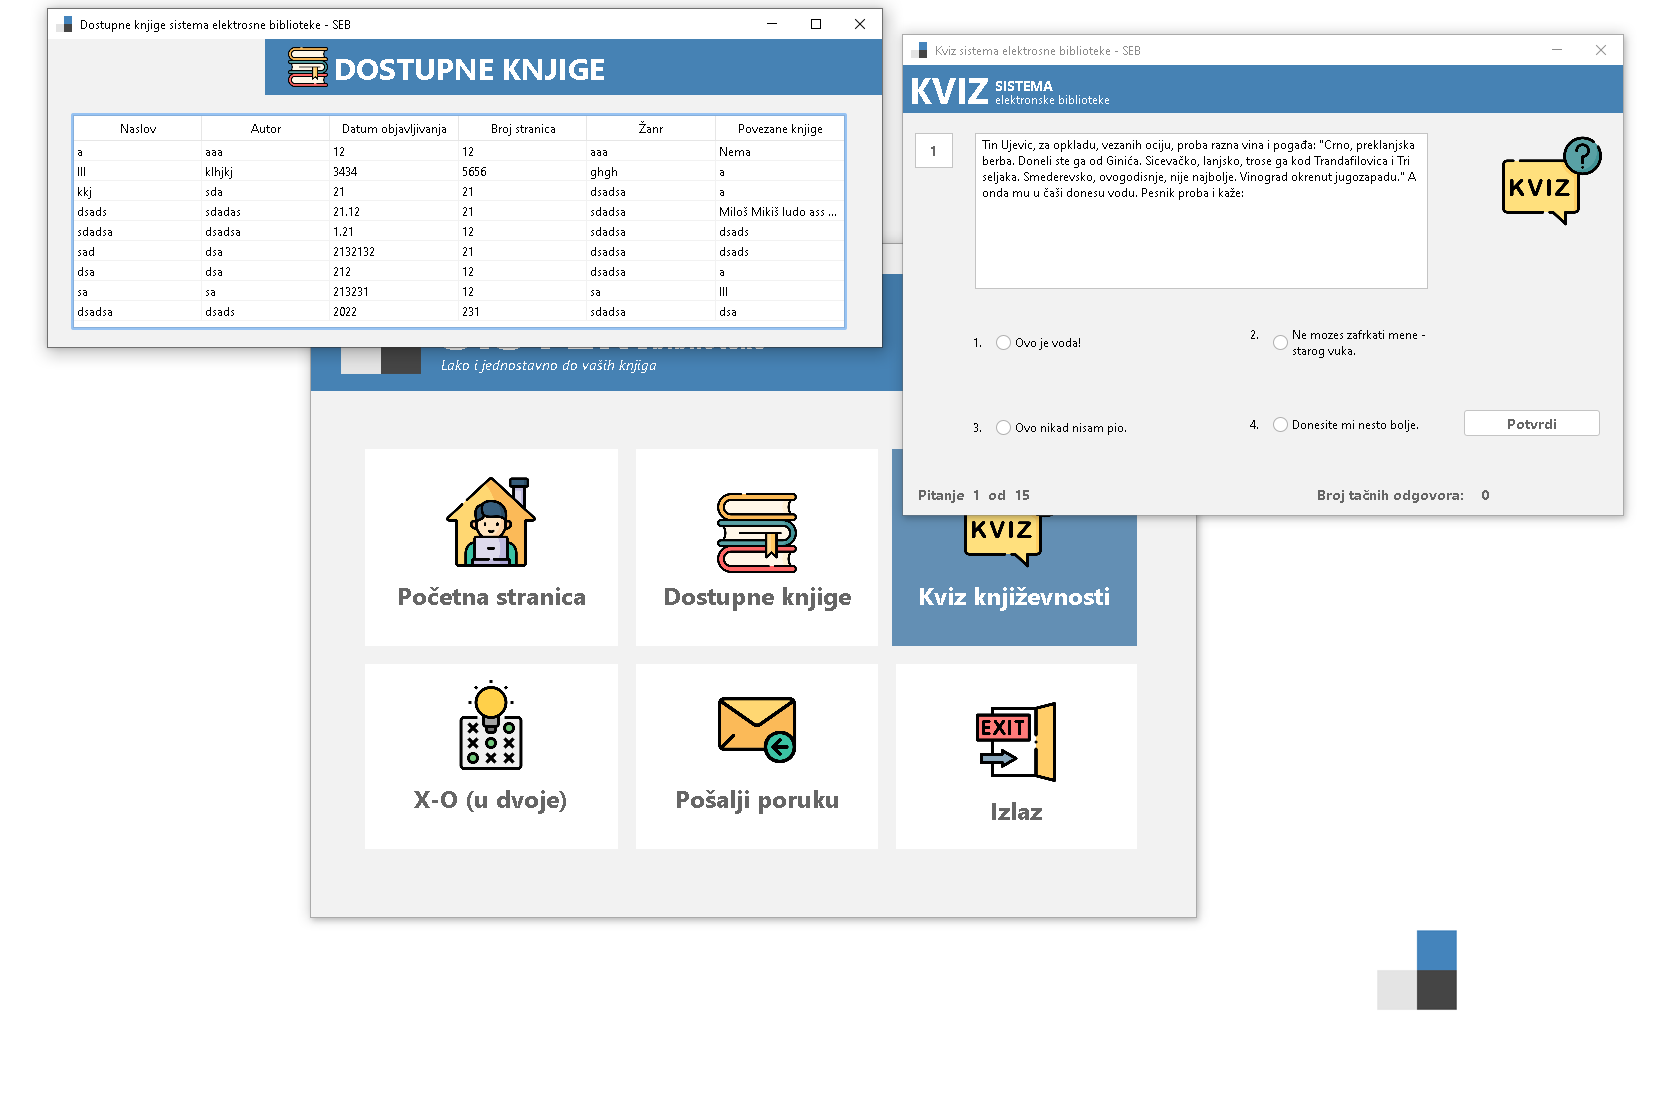 Dostupne knjige sistema elektrosne biblioteke - SEB
DOSTUPNE KNJIGE
Naslov Autor Datum objavljivanja Broj stranica Žanr Povezane knjige
a aaa 12 12 aaa Nema
lll klhjkj 3434 5656 ghgh a
kkj sda 21 21 dsadsa a
dsads sdadas 21.12 21 sdadsa Miloš Mikiš ludo ass ...
sdadsa dsadsa 1.21 12 sdadsa dsads
sad dsa 2132132 21 dsadsa dsads
dsa dsa 212 12 dsadsa a
sa sa 213231 12 sa lll
dsadsa dsads 2022 231 sdadsa dsa
Kviz sistema elektrosne biblioteke - SEB
KVIZ SISTEMA
elektronske biblioteke
1
Tin Ujevic, za opkladu, vezanih ociju, proba razna vina i pogađa: "Crno, preklanjska
berba. Doneli ste ga od Ginića. Sicevačko, lanjsko, trose ga kod Trandafilovica i Tri
seljaka. Smederevsko, ovogodisnje, nije najbolje. Vinograd okrenut jugozapadu." A
onda mu u čaši donesu vodu. Pesnik proba i kaže:
?
KVIZ
1. Ovo je voda!
2. Ne mozes zafrkati mene -
starog vuka.
3. Ovo nikad nisam pio.
4. Donesite mi nesto bolje.
Potvrdi
Pitanje 1 od 15
Broj tačnih odgovora: 0
Lako i jednostavno do vaših knjiga
Početna stranica
Dostupne knjige
KVIZ
Kviz književnosti
X-O (u dvoje)
Pošalji poruku
EXIT
Izlaz